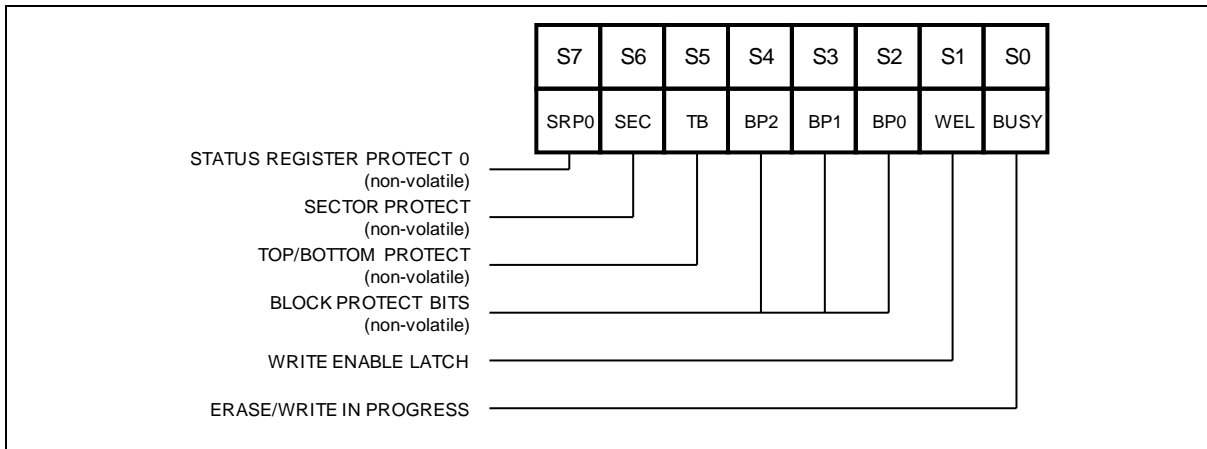 S7 S6 S5 S4 S3 S2 S1 S0
SRP0 SEC TB BP2 BP1 BP0 WEL BUSY
STATUS REGISTER PROTECT 0
(non-volatile)
SECTOR PROTECT
(non-volatile)
TOP/BOTTOM PROTECT
(non-volatile)
BLOCK PROTECT BITS
(non-volatile)
WRITE ENABLE LATCH
ERASE/WRITE IN PROGRESS